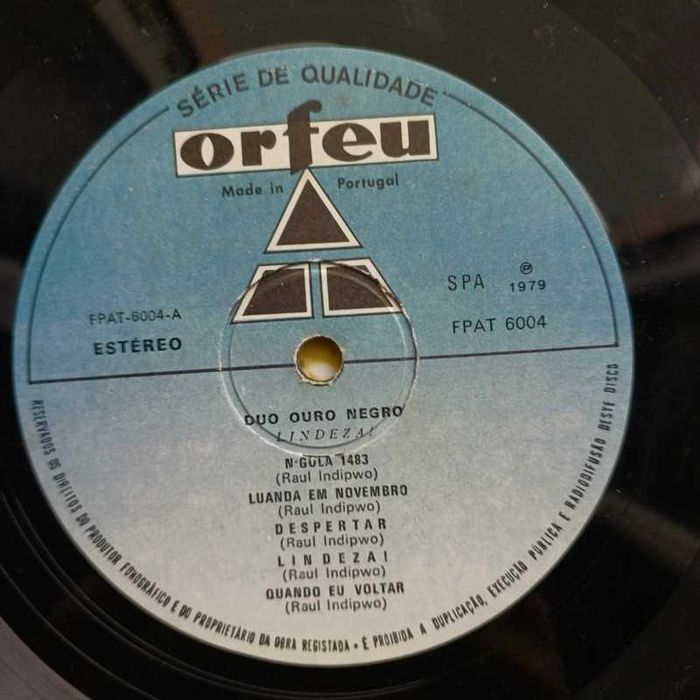 SÉRIE DE QUALIDADE
orfeu
Made in Portugal
SPA ℗ 1979
FPAT-6004-A
FPAT 6004
ESTÉREO
DUO OURO NEGRO
LINDEZA!
N·GOLA 1483
(Raul Indipwo)
LUANDA EM NOVEMBRO
(Raul Indipwo)
DESPERTAR
(Raul Indipwo)
LINDEZA!
(Raul Indipwo)
QUANDO EU VOLTAR
(Raul Indipwo)
RESERVADOS OS DIREITOS DO PRODUTOR FONOGRÁFICO E DO PROPRIETÁRIO DA OBRA REGISTADA • É PROIBIDA A DUPLICAÇÃO, EXECUÇÃO PÚBLICA E RADIODIFUSÃO DESTE DISCO